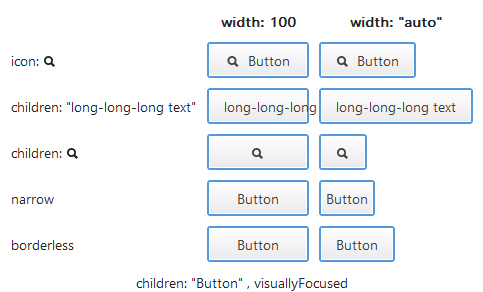 width: 100 width: "auto"
icon: Button Button
children: "long-long-long text" long-long-long long-long-long text
children:
narrow Button Button
borderless Button Button
children: "Button" , visuallyFocused